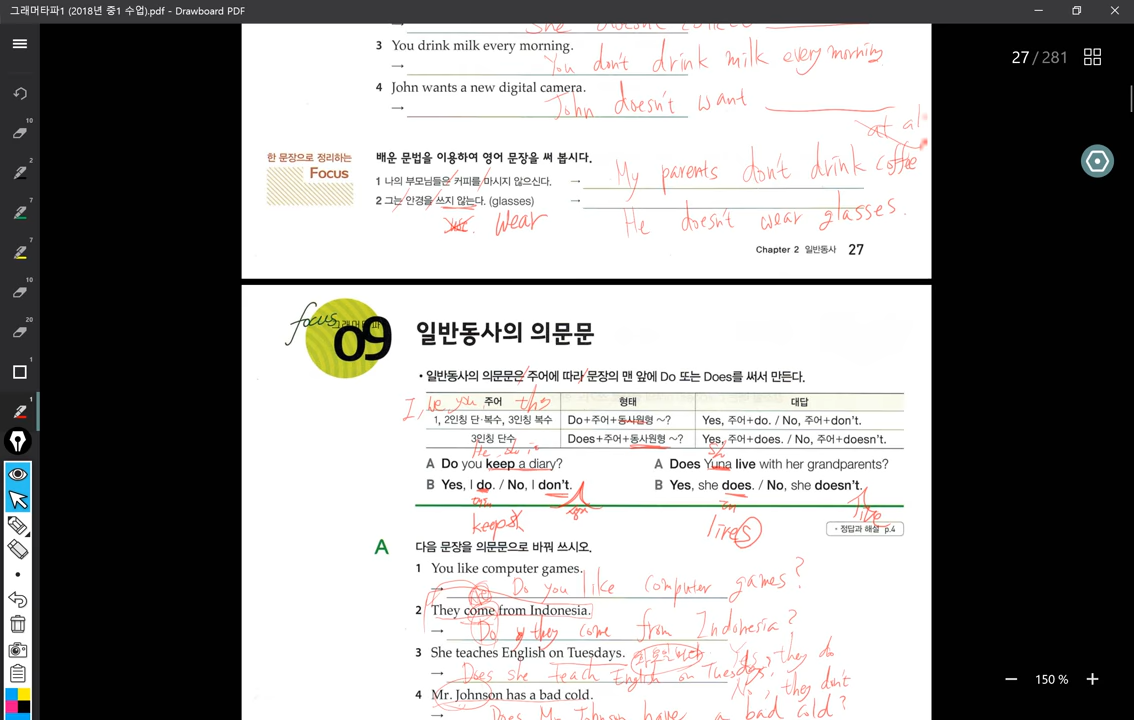 그래머타파1 (2018년 중1 수업).pdf - Drawboard PDF
27 / 281
3 You drink milk every morning.
→ You don't drink milk every morning
4 John wants a new digital camera.
→ John doesn't want
at al
한 문장으로 정리하는
Focus
배운 문법을 이용하여 영어 문장을 써 봅시다.
1 나의 부모님들은 커피를 마시지 않으신다. → My parents don't drink coffee
2 그는 안경을 쓰지 않는다. (glasses) → He doesn't wear glasses.
wear
Chapter 2 일반동사 27
focus 그래머타파
09 일반동사의 의문문
• 일반동사의 의문문은 주어에 따라 문장의 맨 앞에 Do 또는 Does를 써서 만든다.
I, we you
주어 형태 대답
1, 2인칭 단·복수, 3인칭 복수 Do+주어+동사원형 ~? Yes, 주어+do. / No, 주어+don't.
3인칭 단수 Does+주어+동사원형 ~? Yes, 주어+does. / No, 주어+doesn't.
A Do you keep a diary? A Does Yuna live with her grandparents?
B Yes, I do. / No, I don't. B Yes, she does. / No, she doesn't.
keep
lives
live
· 정답과 해설 p.4
A 다음 문장을 의문문으로 바꿔 쓰시오.
1 You like computer games.
→ Do you like computer games?
2 They come from Indonesia.
→ Do they come from Indonesia?
3 She teaches English on Tuesdays. 화요일마다 Yes, they do
→ Does she teach English on Tuesdays?
No, they don't
4 Mr. Johnson has a bad cold.
→ Does Mr. Johnson have a bad cold?
150 %